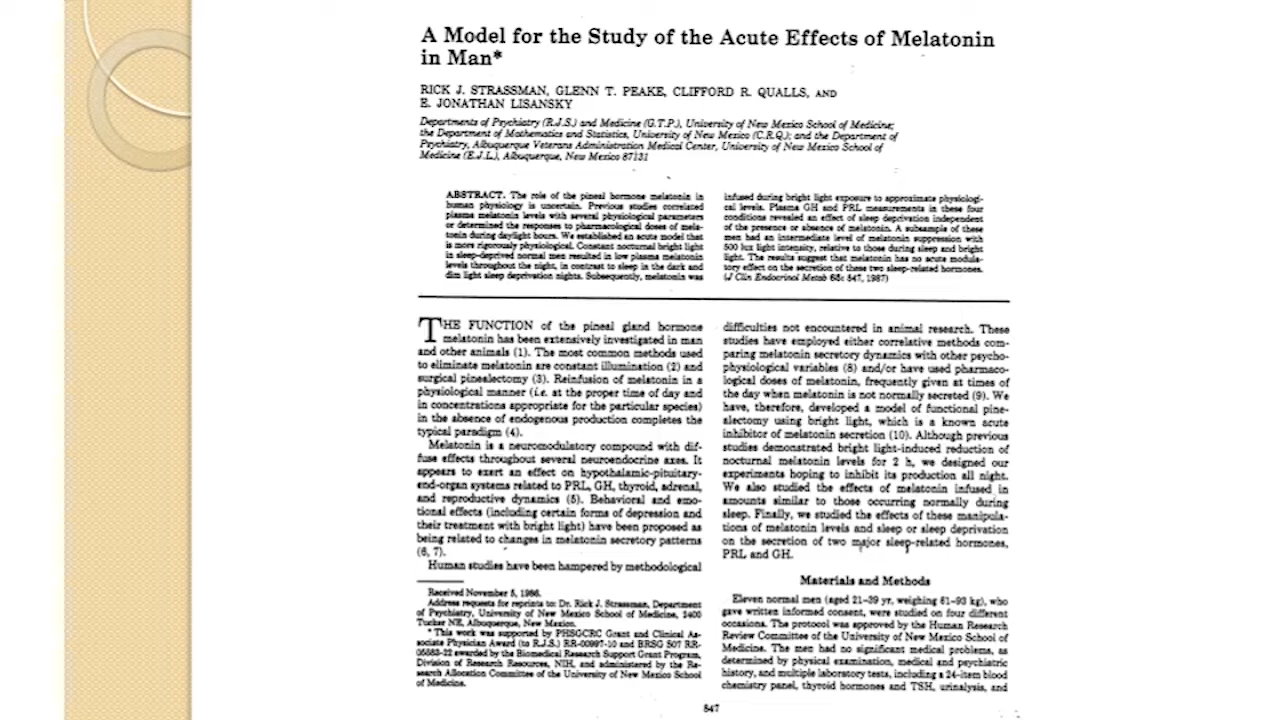 A Model for the Study of the Acute Effects of Melatonin
in Man*
RICK J. STRASSMAN, GLENN T. PEAKE, CLIFFORD R. QUALLS, AND
E. JONATHAN LISANSKY
Departments of Psychiatry (R.J.S.) and Medicine (G.T.P.), University of New Mexico School of Medicine;
the Department of Mathematics and Statistics, University of New Mexico (C.R.Q.); and the Department of
Psychiatry, Albuquerque Veterans Administration Medical Center, University of New Mexico School of
Medicine (E.J.L.), Albuquerque, New Mexico 87131
ABSTRACT. The role of the pineal hormone melatonin in
human physiology is uncertain. Previous studies correlated
plasma melatonin levels with several physiological parameters
or determined the responses to pharmacological doses of mela-
tonin during daylight hours. We established an acute model that
is more rigorously physiological. Constant nocturnal bright light
in sleep-deprived normal men resulted in low plasma melatonin
levels throughout the night, in contrast to sleep in the dark and
dim light sleep deprivation nights. Subsequently, melatonin was
infused during bright light exposure to approximate physiologi-
cal levels. Plasma GH and PRL measurements in these four
conditions revealed an effect of sleep deprivation independent
of the presence or absence of melatonin. A subsample of these
men had an intermediate level of melatonin suppression with
500 lux light intensity, relative to those during sleep and bright
light. The results suggest that melatonin has no acute modula-
tory effect on the secretion of these two sleep-related hormones.
(J Clin Endocrinol Metab 65: 847, 1987)
THE FUNCTION of the pineal gland hormone
melatonin has been extensively investigated in man
and other animals (1). The most common methods used
to eliminate melatonin are constant illumination (2) and
surgical pinealectomy (3). Reinfusion of melatonin in a
physiological manner (i.e. at the proper time of day and
in concentrations appropriate for the particular species)
in the absence of endogenous production completes the
typical paradigm (4).
Melatonin is a neuromodulatory compound with dif-
fuse effects throughout several neuroendocrine axes. It
appears to exert an effect on hypothalamic-pituitary-
end-organ systems related to PRL, GH, thyroid, adrenal,
and reproductive dynamics (5). Behavioral and emo-
tional effects (including certain forms of depression and
their treatment with bright light) have been proposed as
being related to changes in melatonin secretory patterns
(6, 7).
Human studies have been hampered by methodological
Received November 5, 1986.
Address requests for reprints to: Dr. Rick J. Strassman, Department
of Psychiatry, University of New Mexico School of Medicine, 2400
Tucker NE, Albuquerque, New Mexico.
* This work was supported by PHSGCRC Grant and Clinical As-
sociate Physician Award (to R.J.S.) RR-00997-10 and BRSG S07 RR-
05583-22 awarded by the Biomedical Research Support Grant Program,
Division of Research Resources, NIH, and administered by the Re-
search Allocation Committee of the University of New Mexico School
of Medicine.
difficulties not encountered in animal research. These
studies have employed either correlative methods com-
paring melatonin secretory dynamics with other psycho-
physiological variables (8) and/or have used pharmaco-
logical doses of melatonin, frequently given at times of
the day when melatonin is not normally secreted (9). We
have, therefore, developed a model of functional pine-
alectomy using bright light, which is a known acute
inhibitor of melatonin secretion (10). Although previous
studies demonstrated bright light-induced reduction of
nocturnal melatonin levels for 2 h, we designed our
experiments hoping to inhibit its production all night.
We also studied the effects of melatonin infused in
amounts similar to those occurring normally during
sleep. Finally, we studied the effects of these manipula-
tions of melatonin levels and sleep or sleep deprivation
on the secretion of two major sleep-related hormones,
PRL and GH.
Materials and Methods
Eleven normal men (aged 21-39 yr, weighing 61-93 kg), who
gave written informed consent, were studied on four different
occasions. The protocol was approved by the Human Research
Review Committee of the University of New Mexico School of
Medicine. The men had no significant medical problems, as
determined by physical examination, medical and psychiatric
history, and multiple laboratory tests, including a 24-item blood
chemistry panel, thyroid hormones and TSH, urinalysis, and
847